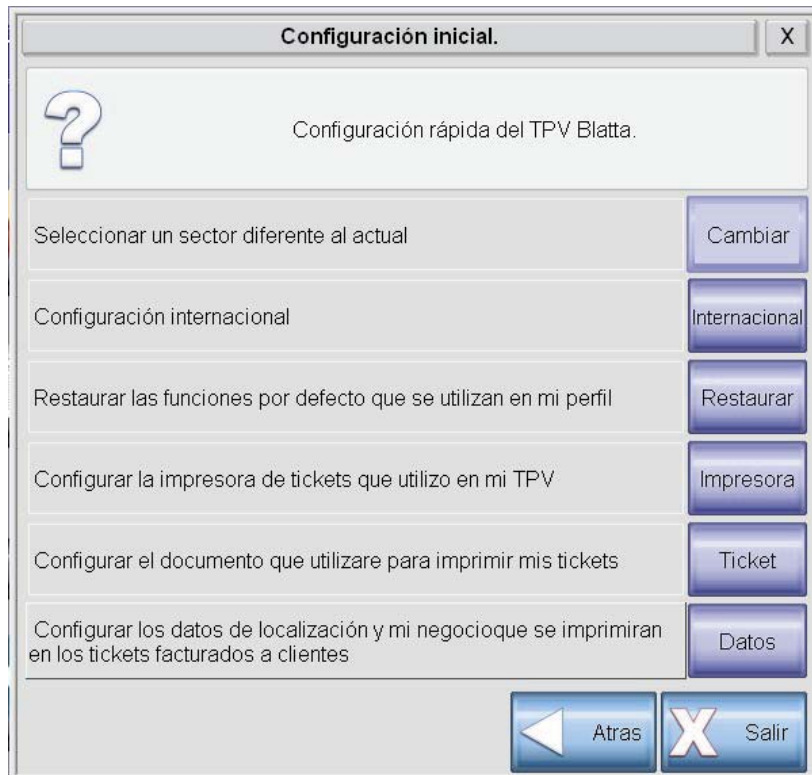 Configuración inicial.
X
Configuración rápida del TPV Blatta.
Seleccionar un sector diferente al actual
Cambiar
Configuración internacional
Internacional
Restaurar las funciones por defecto que se utilizan en mi perfil
Restaurar
Configurar la impresora de tickets que utilizo en mi TPV
Impresora
Configurar el documento que utilizare para imprimir mis tickets
Ticket
Configurar los datos de localización y mi negocioque se imprimiran
en los tickets facturados a clientes
Datos
Atras
Salir